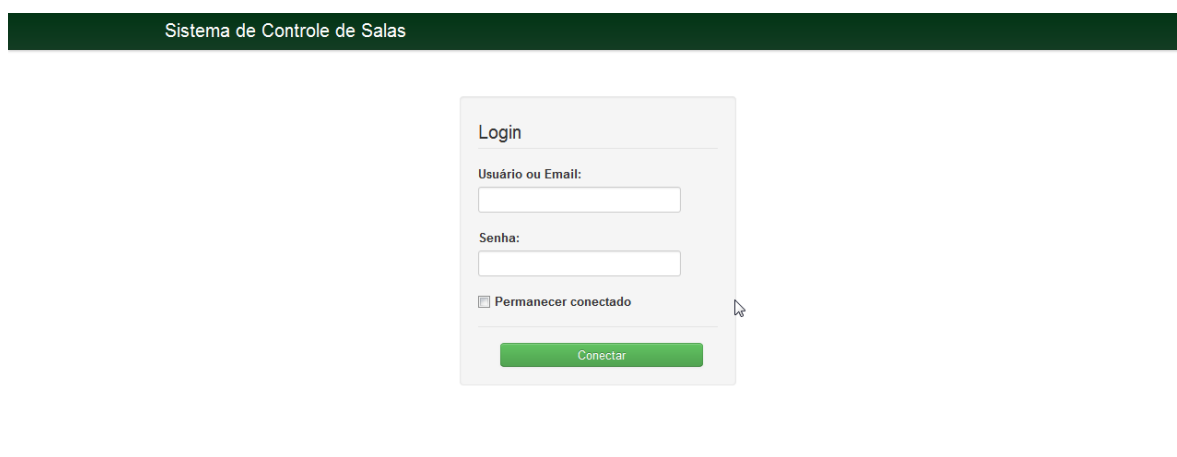 Sistema de Controle de Salas
Login
Usuário ou Email:
Senha:
Permanecer conectado
Conectar